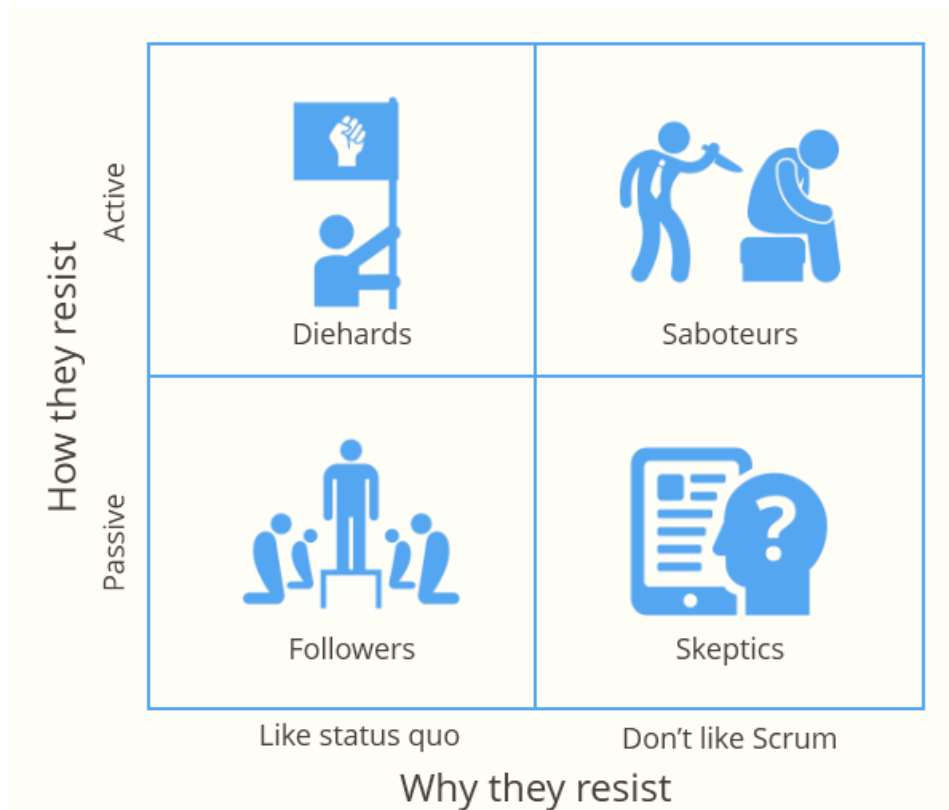 How they resist
Active
Diehards
Saboteurs
Passive
Followers
?
Skeptics
Like status quo
Don’t like Scrum
Why they resist